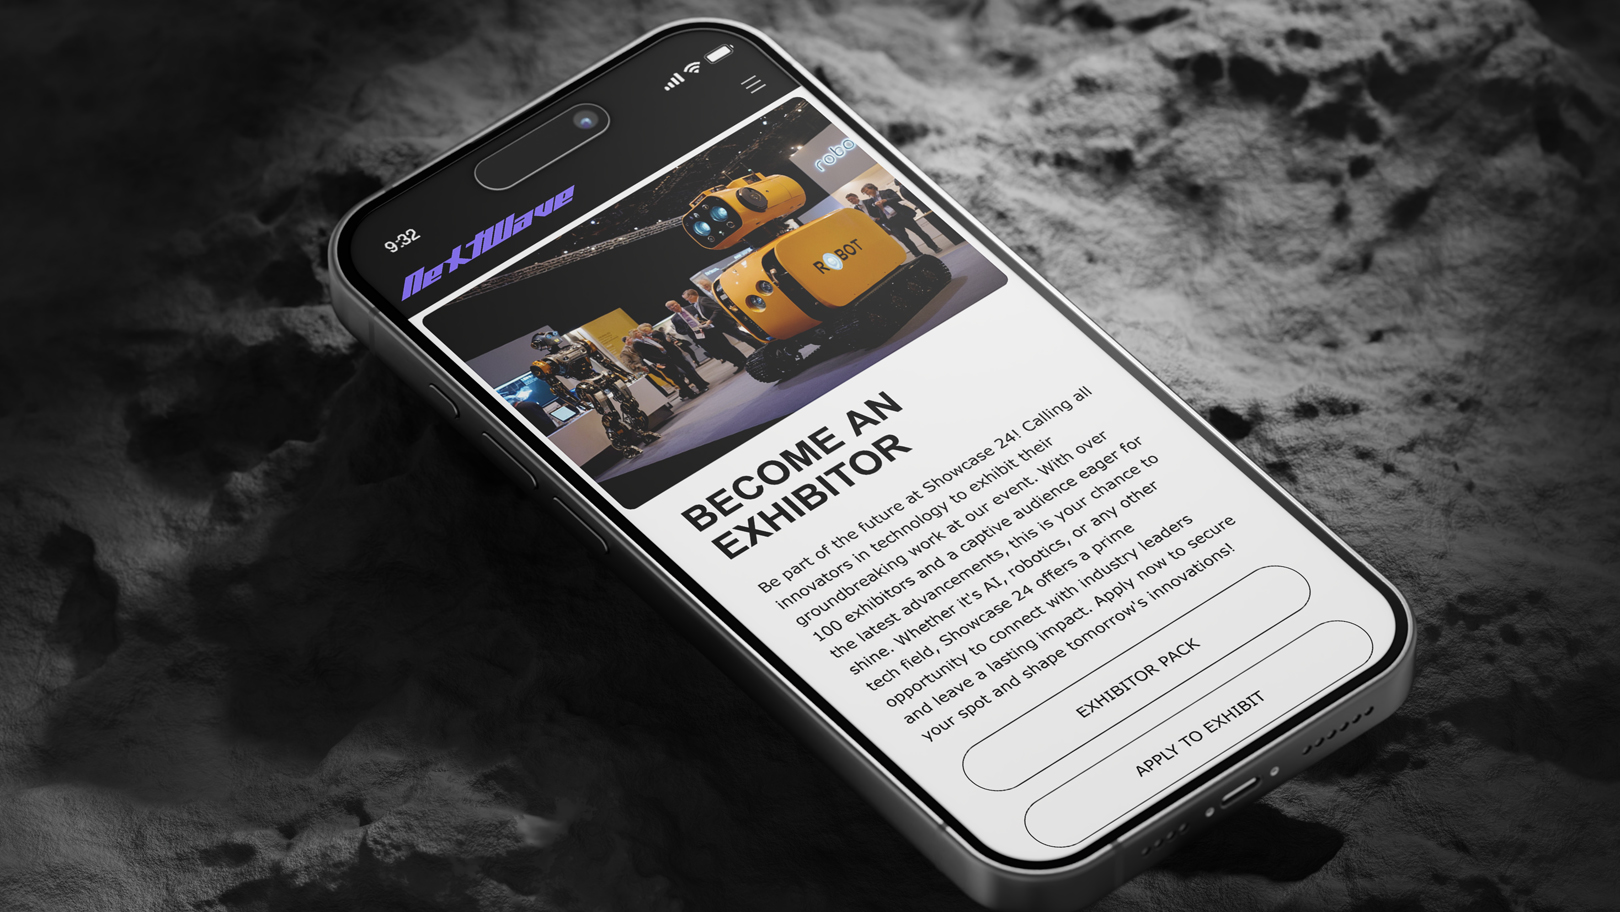 9:32
NextWave
robo
ROBOT
BECOME AN
EXHIBITOR
Be part of the future at Showcase 24! Calling all
innovators in technology to exhibit their
groundbreaking work at our event. With over
100 exhibitors and a captive audience eager for
the latest advancements, this is your chance to
shine. Whether it's AI, robotics, or any other
tech field, Showcase 24 offers a prime
opportunity to connect with industry leaders
and leave a lasting impact. Apply now to secure
your spot and shape tomorrow's innovations!
EXHIBITOR PACK
APPLY TO EXHIBIT